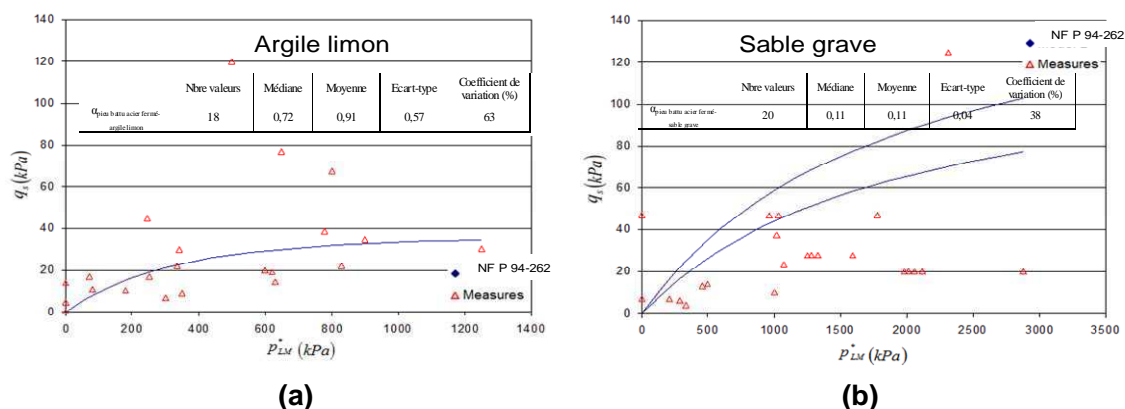 Argile limon
Nbre valeurs Médiane Moyenne Ecart-type Coefficient de variation (%)
αpieu battu acier fermé-argile limon 18 0,72 0,91 0,57 63
140
120
100
80
60
40
20
0
qs (kPa)
0 200 400 600 800 1000 1200 1400
p*LM (kPa)
NF P 94-262
Measures
(a)
Sable grave
NF P 94-262
Measures
Nbre valeurs Médiane Moyenne Ecart-type Coefficient de variation (%)
αpieu battu acier fermé-sable grave 20 0,11 0,11 0,04 38
140
120
100
80
60
40
20
0
qs (kPa)
0 500 1000 1500 2000 2500 3000 3500
p*LM (kPa)
(b)